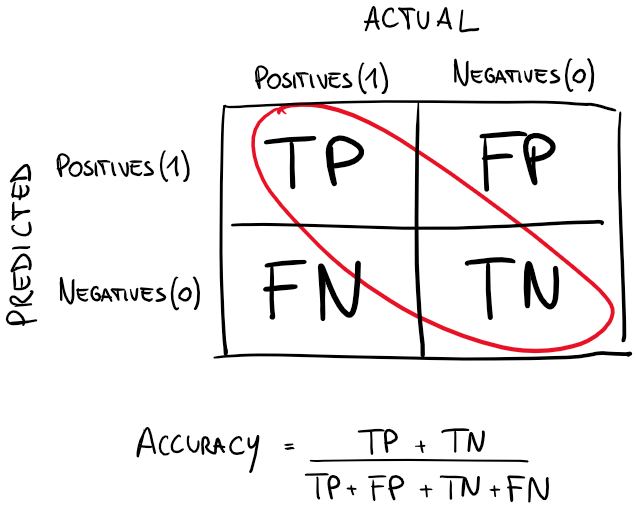 ACTUAL
POSITIVES(1) NEGATIVES(0)
PREDICTED
POSITIVES(1) TP FP
NEGATIVES(0) FN TN
ACCURACY = TP + TN
TP + FP + TN + FN